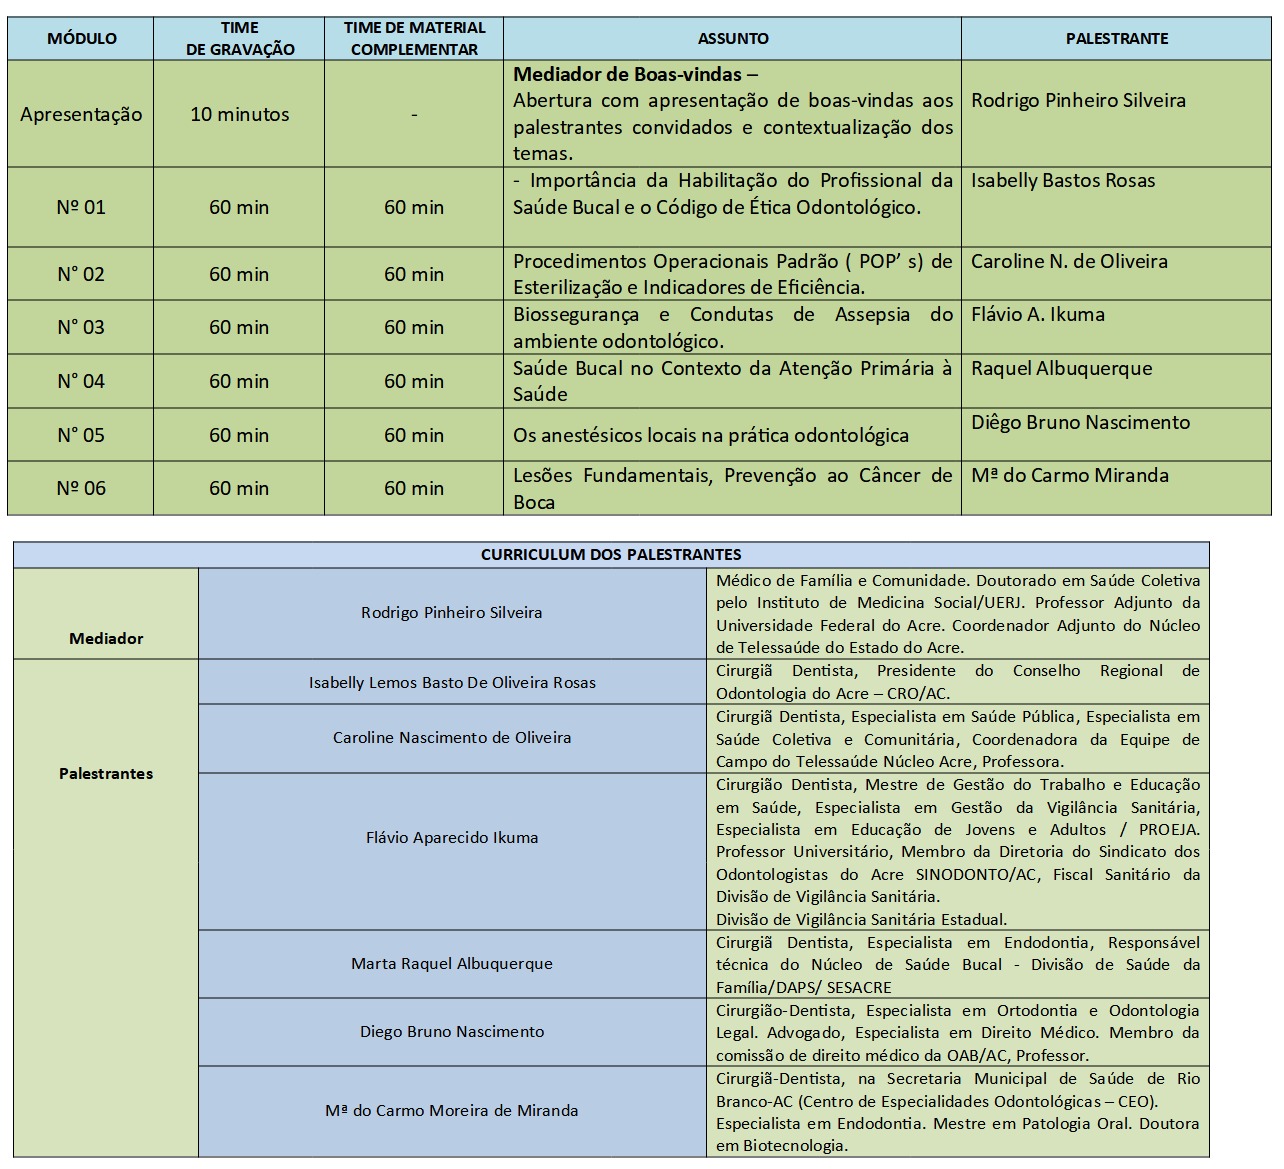 MÓDULO
TIME
DE GRAVAÇÃO
TIME DE MATERIAL
COMPLEMENTAR
ASSUNTO
PALESTRANTE
Apresentação
10 minutos
-
Mediador de Boas-vindas –
Abertura com apresentação de boas-vindas aos
palestrantes convidados e contextualização dos
temas.
Rodrigo Pinheiro Silveira
Nº 01
60 min
60 min
- Importância da Habilitação do Profissional da
Saúde Bucal e o Código de Ética Odontológico.
Isabelly Bastos Rosas
N° 02
60 min
60 min
Procedimentos Operacionais Padrão ( POP’ s) de
Esterilização e Indicadores de Eficiência.
Caroline N. de Oliveira
N° 03
60 min
60 min
Biossegurança e Condutas de Assepsia do
ambiente odontológico.
Flávio A. Ikuma
N° 04
60 min
60 min
Saúde Bucal no Contexto da Atenção Primária à
Saúde
Raquel Albuquerque
N° 05
60 min
60 min
Os anestésicos locais na prática odontológica
Diêgo Bruno Nascimento
Nº 06
60 min
60 min
Lesões Fundamentais, Prevenção ao Câncer de
Boca
Mª do Carmo Miranda
CURRICULUM DOS PALESTRANTES
Mediador
Rodrigo Pinheiro Silveira
Médico de Família e Comunidade. Doutorado em Saúde Coletiva
pelo Instituto de Medicina Social/UERJ. Professor Adjunto da
Universidade Federal do Acre. Coordenador Adjunto do Núcleo
de Telessaúde do Estado do Acre.
Palestrantes
Isabelly Lemos Basto De Oliveira Rosas
Cirurgiã Dentista, Presidente do Conselho Regional de
Odontologia do Acre – CRO/AC.
Caroline Nascimento de Oliveira
Cirurgiã Dentista, Especialista em Saúde Pública, Especialista em
Saúde Coletiva e Comunitária, Coordenadora da Equipe de
Campo do Telessaúde Núcleo Acre, Professora.
Flávio Aparecido Ikuma
Cirurgião Dentista, Mestre de Gestão do Trabalho e Educação
em Saúde, Especialista em Gestão da Vigilância Sanitária,
Especialista em Educação de Jovens e Adultos / PROEJA.
Professor Universitário, Membro da Diretoria do Sindicato dos
Odontologistas do Acre SINODONTO/AC, Fiscal Sanitário da
Divisão de Vigilância Sanitária.
Divisão de Vigilância Sanitária Estadual.
Marta Raquel Albuquerque
Cirurgiã Dentista, Especialista em Endodontia, Responsável
técnica do Núcleo de Saúde Bucal - Divisão de Saúde da
Família/DAPS/ SESACRE
Diego Bruno Nascimento
Cirurgião-Dentista, Especialista em Ortodontia e Odontologia
Legal. Advogado, Especialista em Direito Médico. Membro da
comissão de direito médico da OAB/AC, Professor.
Mª do Carmo Moreira de Miranda
Cirurgiã-Dentista, na Secretaria Municipal de Saúde de Rio
Branco-AC (Centro de Especialidades Odontológicas – CEO).
Especialista em Endodontia. Mestre em Patologia Oral. Doutora
em Biotecnologia.